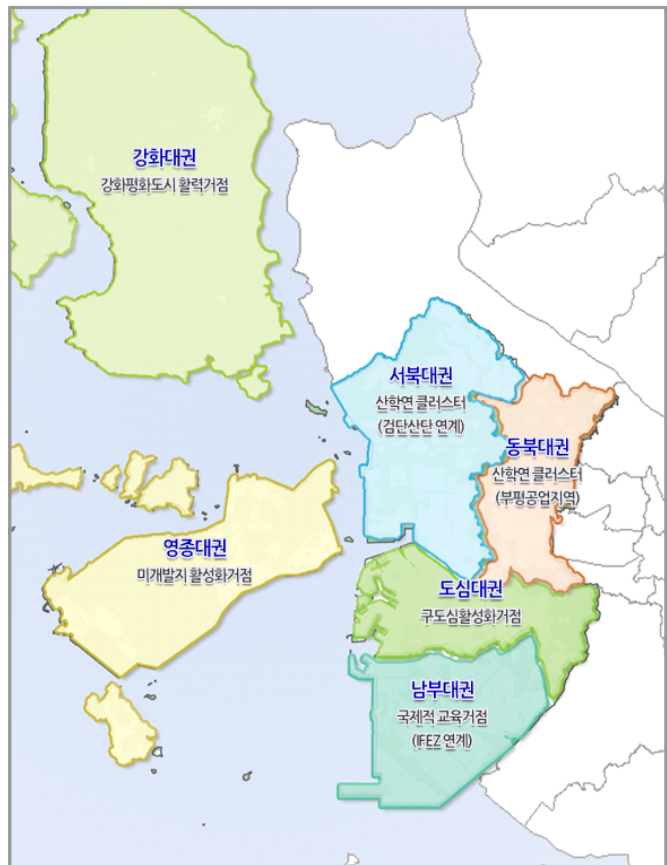 강화대권
강화평화도시 활력거점
서북대권
산학연 클러스터
(검단산단 연계)
동북대권
산학연 클러스터
(부평공업지역)
영종대권
미개발지 활성화거점
도심대권
구도심활성화거점
남부대권
국제적 교육거점
(IFEZ 연계)